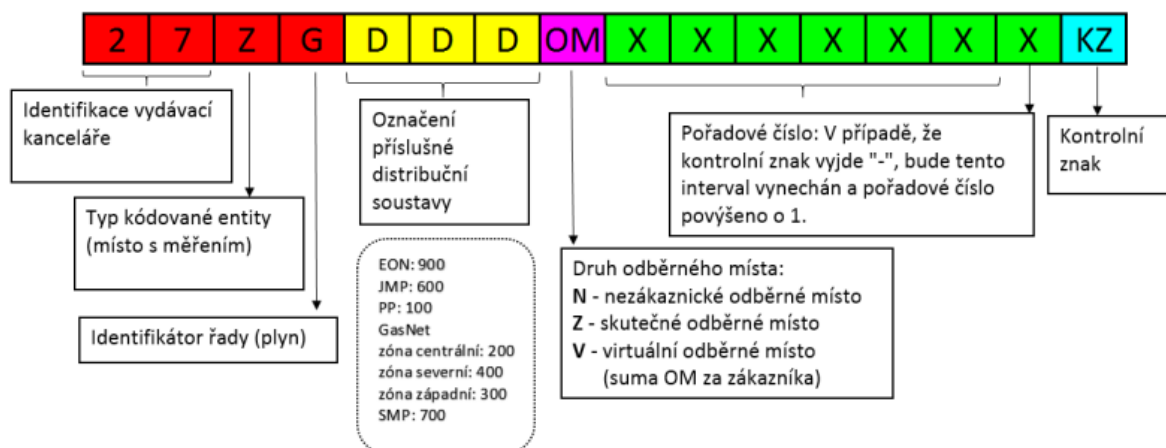 2 7 Z G D D D OM X X X X X X X KZ
Identifikace vydávací
kanceláře
Typ kódované entity
(místo s měřením)
Identifikátor řady (plyn)
Označení
příslušné
distribuční
soustavy
EON: 900
JMP: 600
PP: 100
GasNet
zóna centrální: 200
zóna severní: 400
zóna západní: 300
SMP: 700
Druh odběrného místa:
N - nezákaznické odběrné místo
Z - skutečné odběrné místo
V - virtuální odběrné místo
(suma OM za zákazníka)
Pořadové číslo: V případě, že
kontrolní znak vyjde "-", bude tento
interval vynechán a pořadové číslo
povýšeno o 1.
Kontrolní
znak